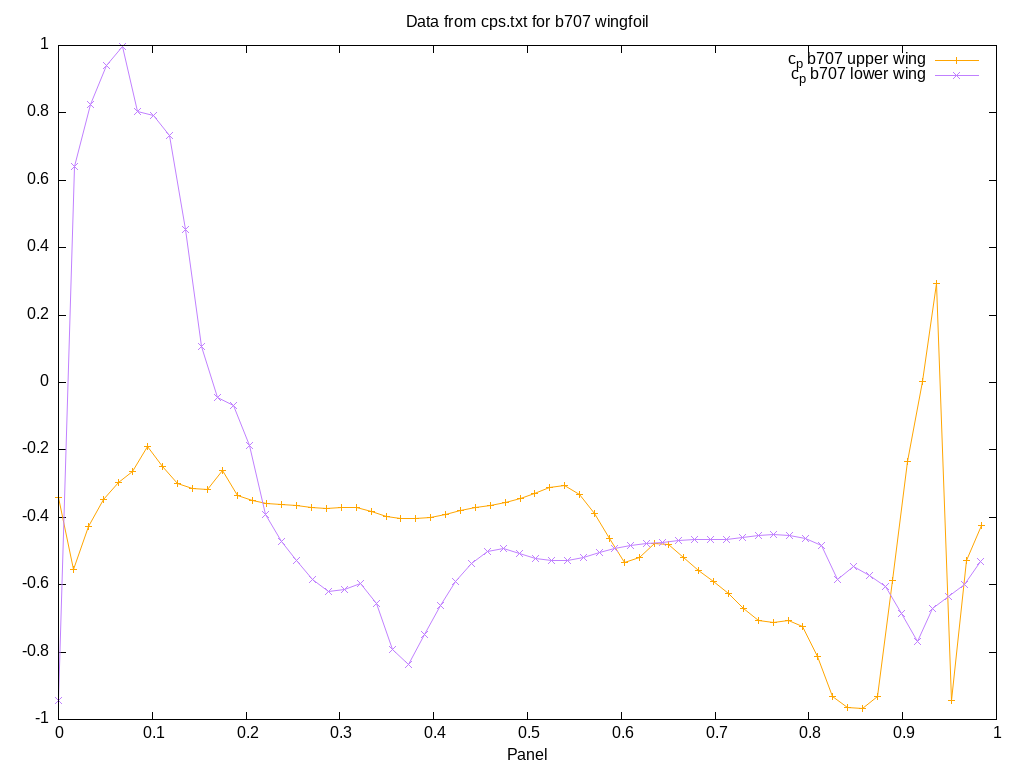 Data from cps.txt for b707 wingfoil
cp b707 upper wing
cp b707 lower wing
1
0.8
0.6
0.4
0.2
0
-0.2
-0.4
-0.6
-0.8
-1
0 0.1 0.2 0.3 0.4 0.5 0.6 0.7 0.8 0.9 1
Panel